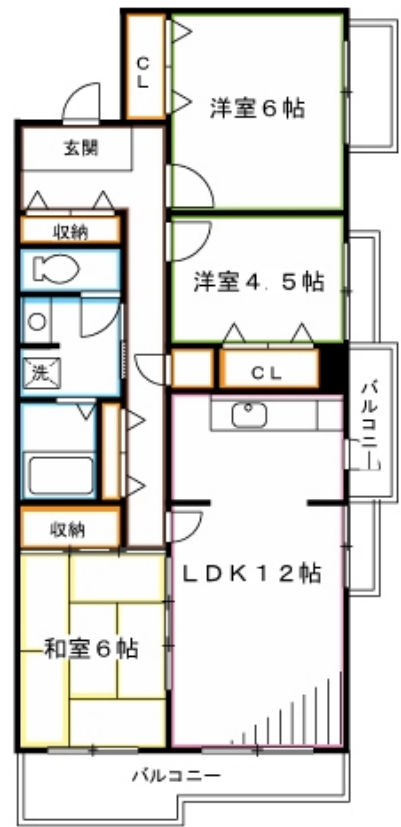 CL
洋室6帖
玄関
収納
洋室4.5帖
CL
洗
バルコニー
収納
LDK12帖
和室6帖
バルコニー